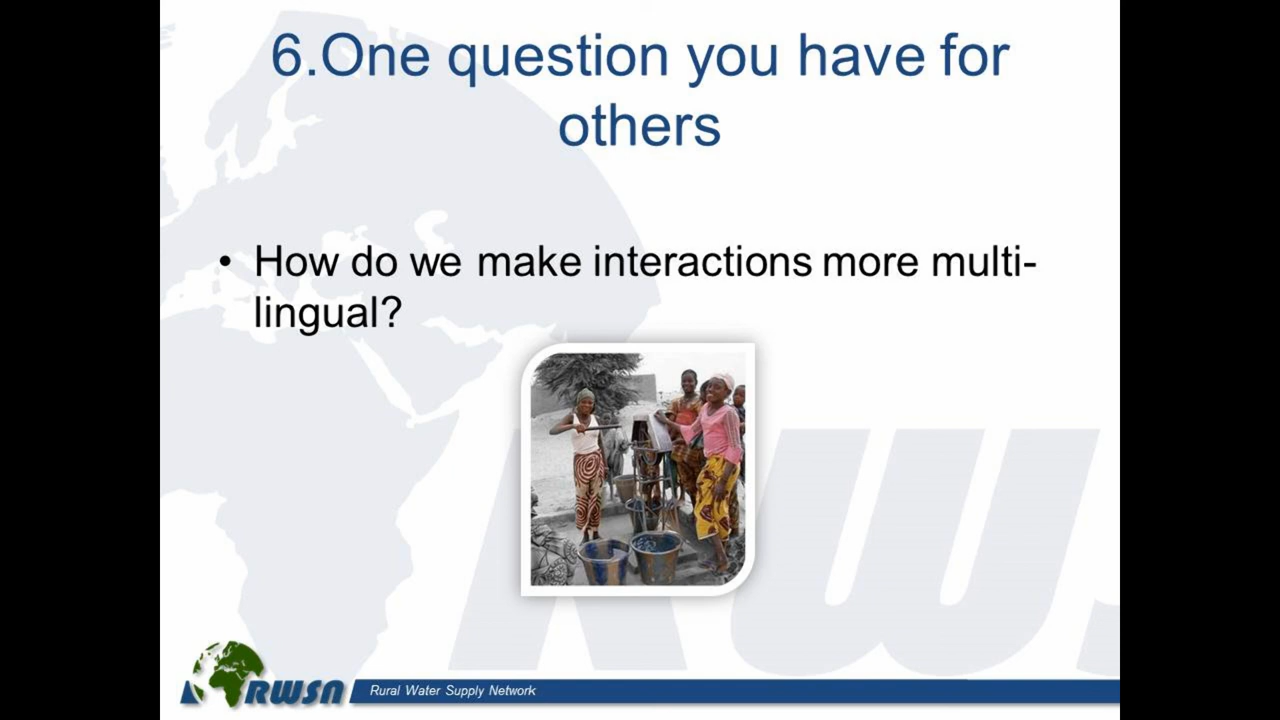 6.One question you have for
others
• How do we make interactions more multi-
lingual?
RWSN
Rural Water Supply Network